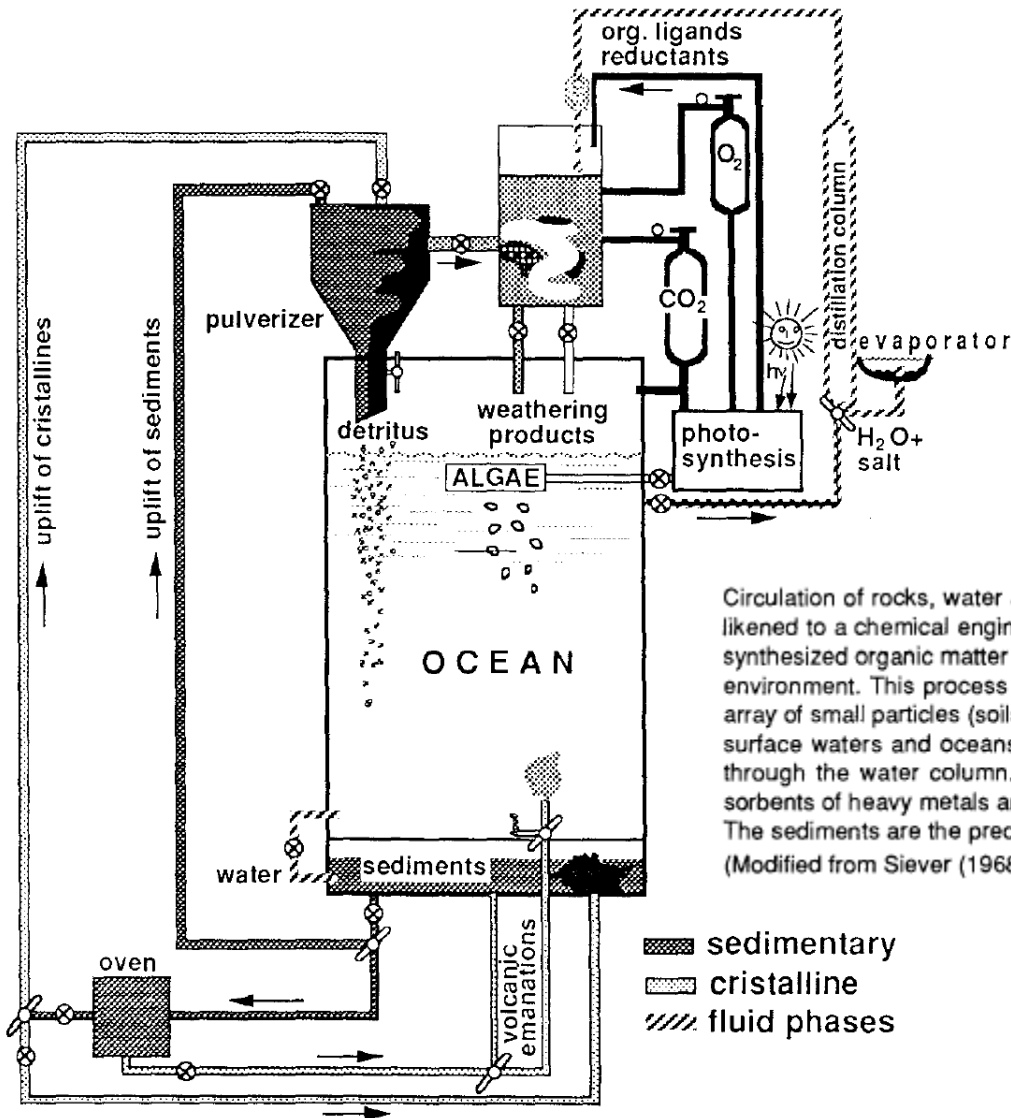 org. ligands
reductants
O2
CO2
distillation column
evaporator
hν
H2O+
salt
photo-
synthesis
pulverizer
uplift of cristallines
uplift of sediments
detritus
weathering
products
ALGAE
OCEAN
Circulation of rocks, water
likened to a chemical engin
synthesized organic matter
environment. This process
array of small particles (soils
surface waters and oceans
through the water column.
sorbents of heavy metals a
The sediments are the pred
(Modified from Siever (1968
water
sediments
oven
volcanic
emanations
sedimentary
cristalline
fluid phases